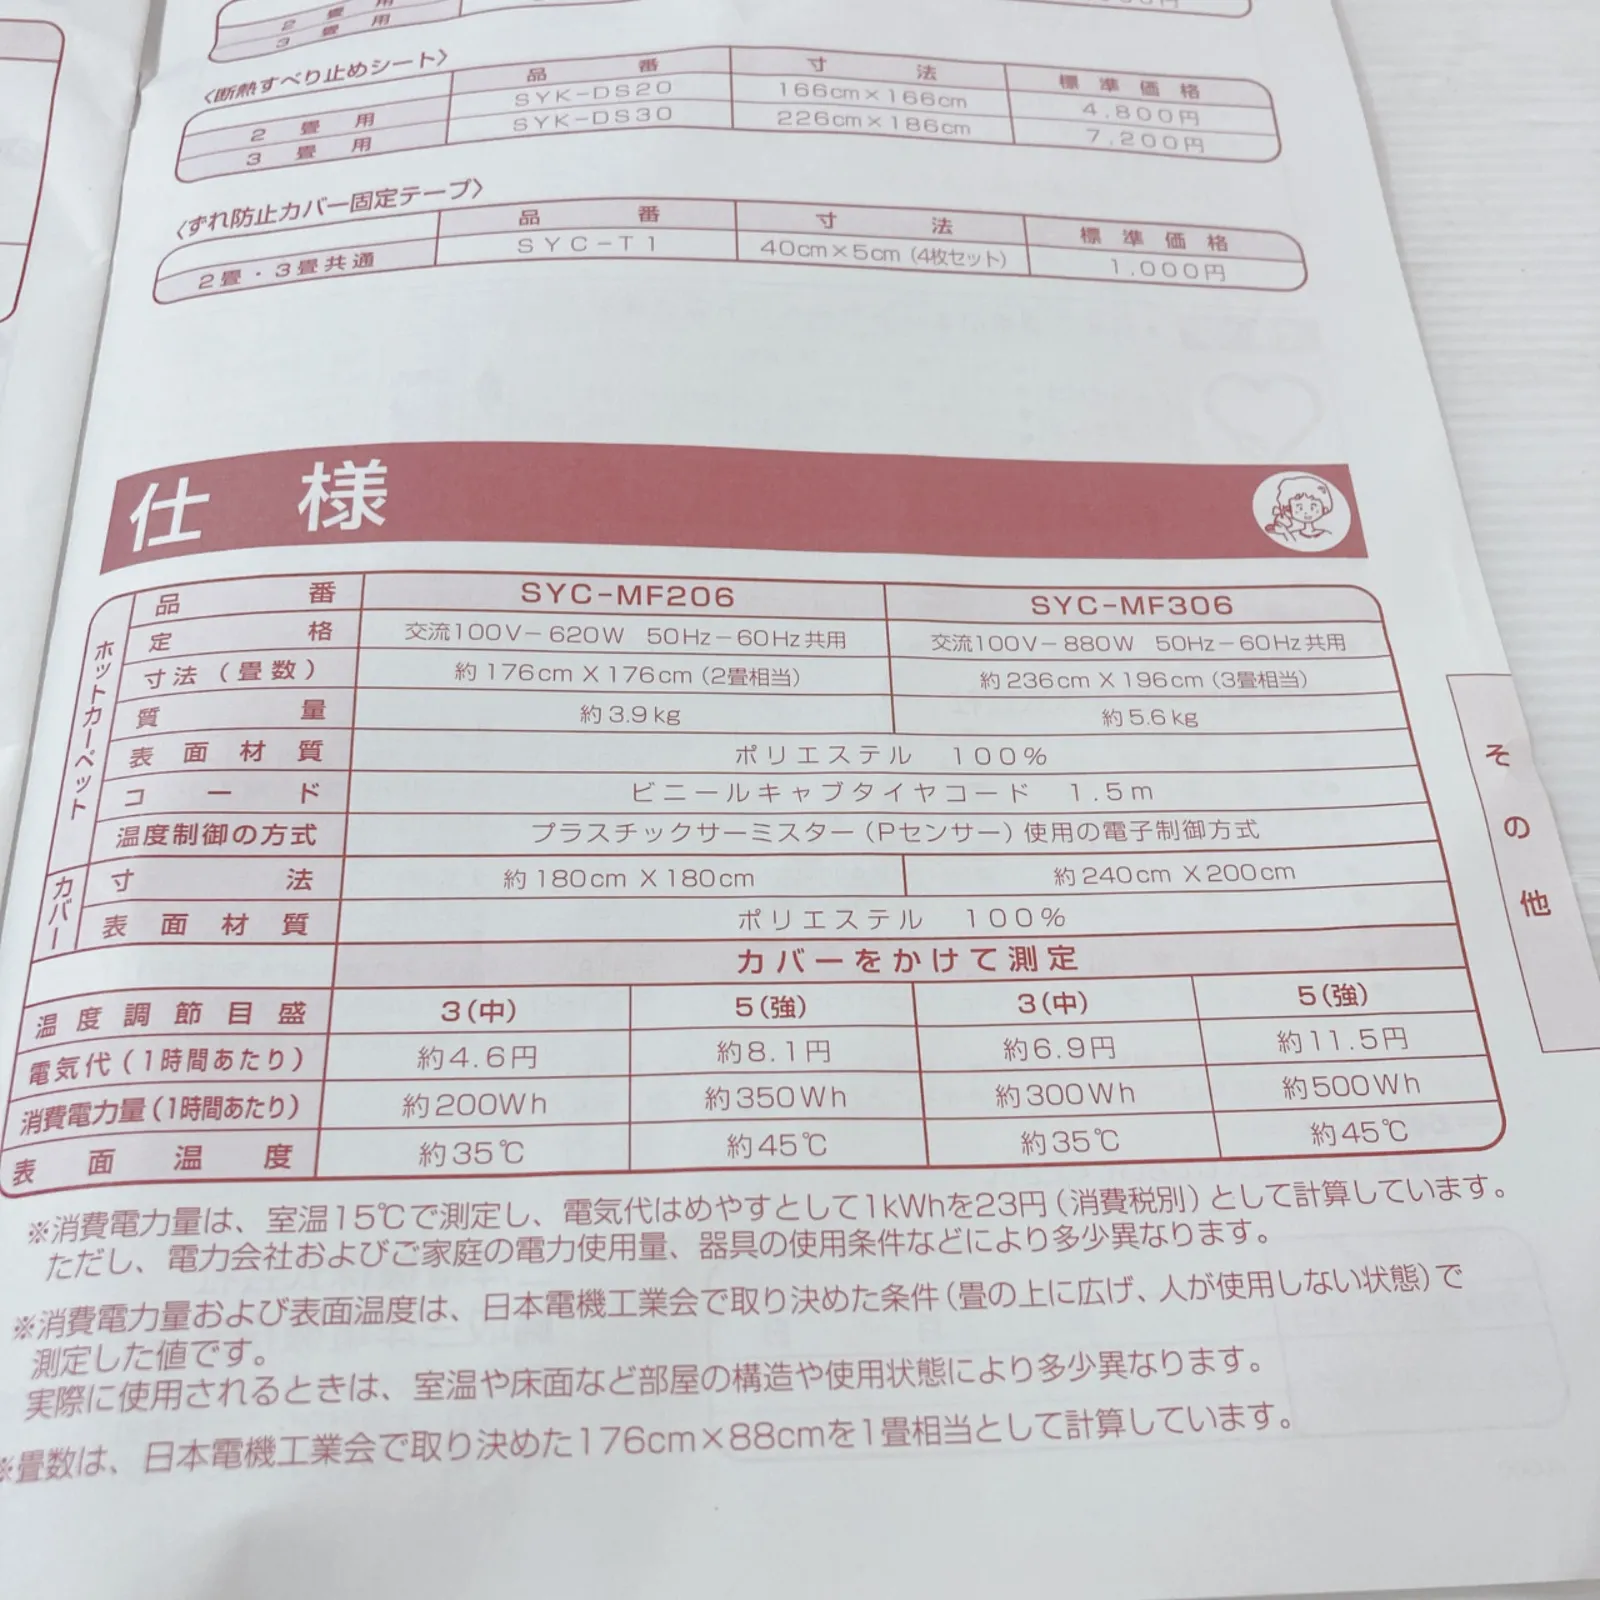 2畳用
3畳用
〈断熱すべり止めシート〉
品番 寸法 標準価格
2畳用 SYK-DS20 166cm×166cm 4,800円
3畳用 SYK-DS30 226cm×186cm 7,200円
〈ずれ防止カバー固定テープ〉
品番 寸法 標準価格
2畳・3畳共通 SYC-T1 40cm×5cm(4枚セット) 1,000円
仕様
ホットカーペット
品番 SYC-MF206 SYC-MF306
定格 交流100V-620W 50Hz-60Hz共用 交流100V-880W 50Hz-60Hz共用
寸法(畳数) 約176cm X 176cm(2畳相当) 約236cm X 196cm(3畳相当)
質量 約3.9kg 約5.6kg
表面材質 ポリエステル 100%
コード ビニールキャブタイヤコード 1.5m
温度制御の方式 プラスチックサーミスター(Pセンサー)使用の電子制御方式
カバー
寸法 約180cm X 180cm 約240cm X 200cm
表面材質 ポリエステル 100%
カバーをかけて測定
温度調節目盛 3(中) 5(強) 3(中) 5(強)
電気代(1時間あたり) 約4.6円 約8.1円 約6.9円 約11.5円
消費電力量(1時間あたり) 約200Wh 約350Wh 約300Wh 約500Wh
表面温度 約35℃ 約45℃ 約35℃ 約45℃
※消費電力量は、室温15℃で測定し、電気代はめやすとして1kWhを23円(消費税別)として計算しています。
ただし、電力会社およびご家庭の電力使用量、器具の使用条件などにより多少異なります。
※消費電力量および表面温度は、日本電機工業会で取り決めた条件(畳の上に広げ、人が使用しない状態)で
測定した値です。
実際に使用されるときは、室温や床面など部屋の構造や使用状態により多少異なります。
※畳数は、日本電機工業会で取り決めた176cm×88cmを1畳相当として計算しています。
その他